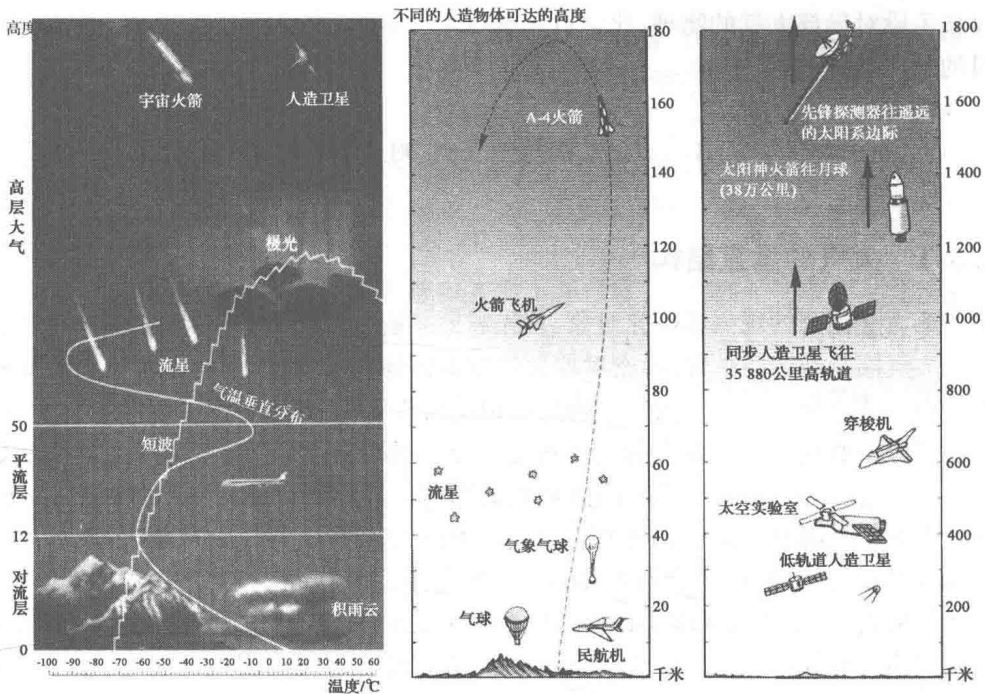 不同的人造物体可达的高度
高度
宇宙火箭
人造卫星
高层大气
极光
流星
气温垂直分布
50
短波
平流层
12
对流层
积雨云
0
-100 -90 -80 -70 -60 -50 -40 -30 -20 -10 0 10 20 30 40 50 60
温度/℃
180
160
A-4火箭
140
120
火箭飞机
100
80
60
流星
40
气象气球
20
气球
民航机
千米
1 800
1 600
先锋探测器往遥远
的太阳系边际
太阳神火箭往月球
(38万公里)
1 400
1 200
1 000
同步人造卫星飞往
35 880公里高轨道
800
穿梭机
600
太空实验室
400
低轨道人造卫星
200
千米